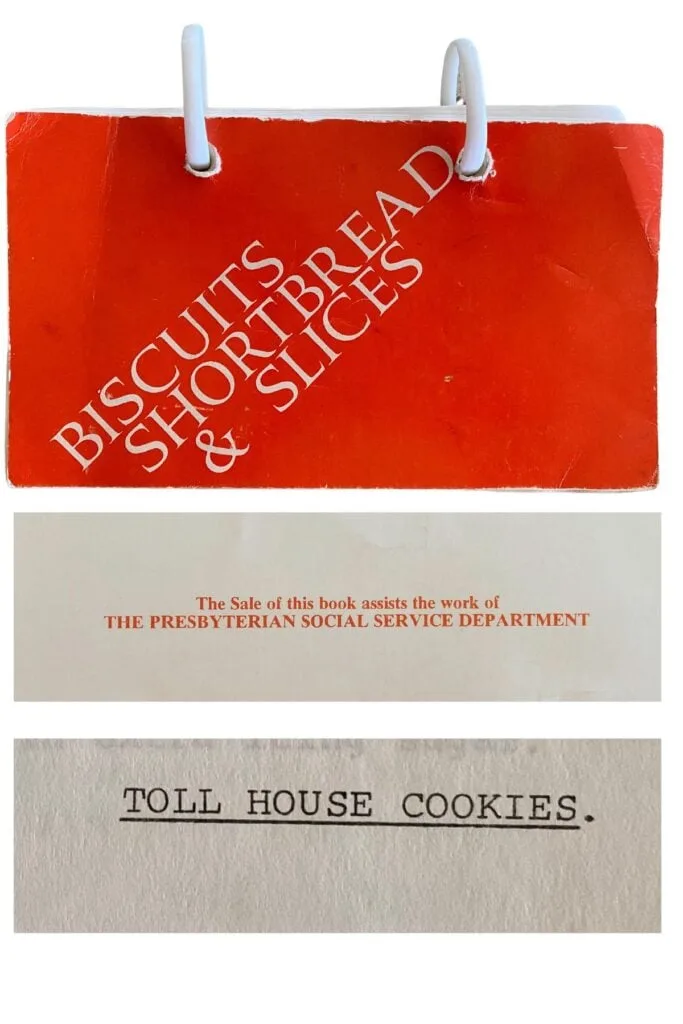 BISCUITS
SHORTBREAD
& SLICES
The Sale of this book assists the work of
THE PRESBYTERIAN SOCIAL SERVICE DEPARTMENT
TOLL HOUSE COOKIES.